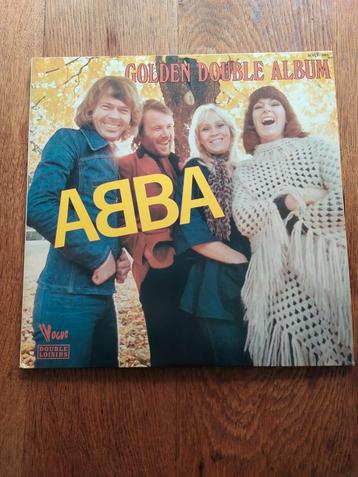 GOLDEN DOUBLE ALBUM
ABBA
VOGUE
DOUBLE
LOISIRS